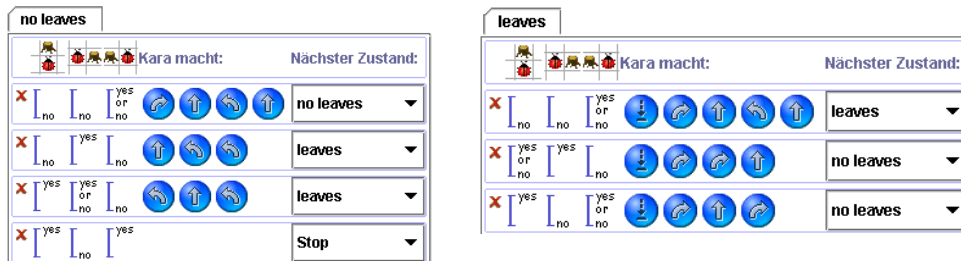 no leaves
Kara macht: Nächster Zustand:
no no yes or no no leaves
no yes no leaves
yes yes or no no leaves
yes no yes Stop
leaves
Kara macht: Nächster Zustand:
no no yes or no leaves
yes or no yes no no leaves
yes no yes or no no leaves